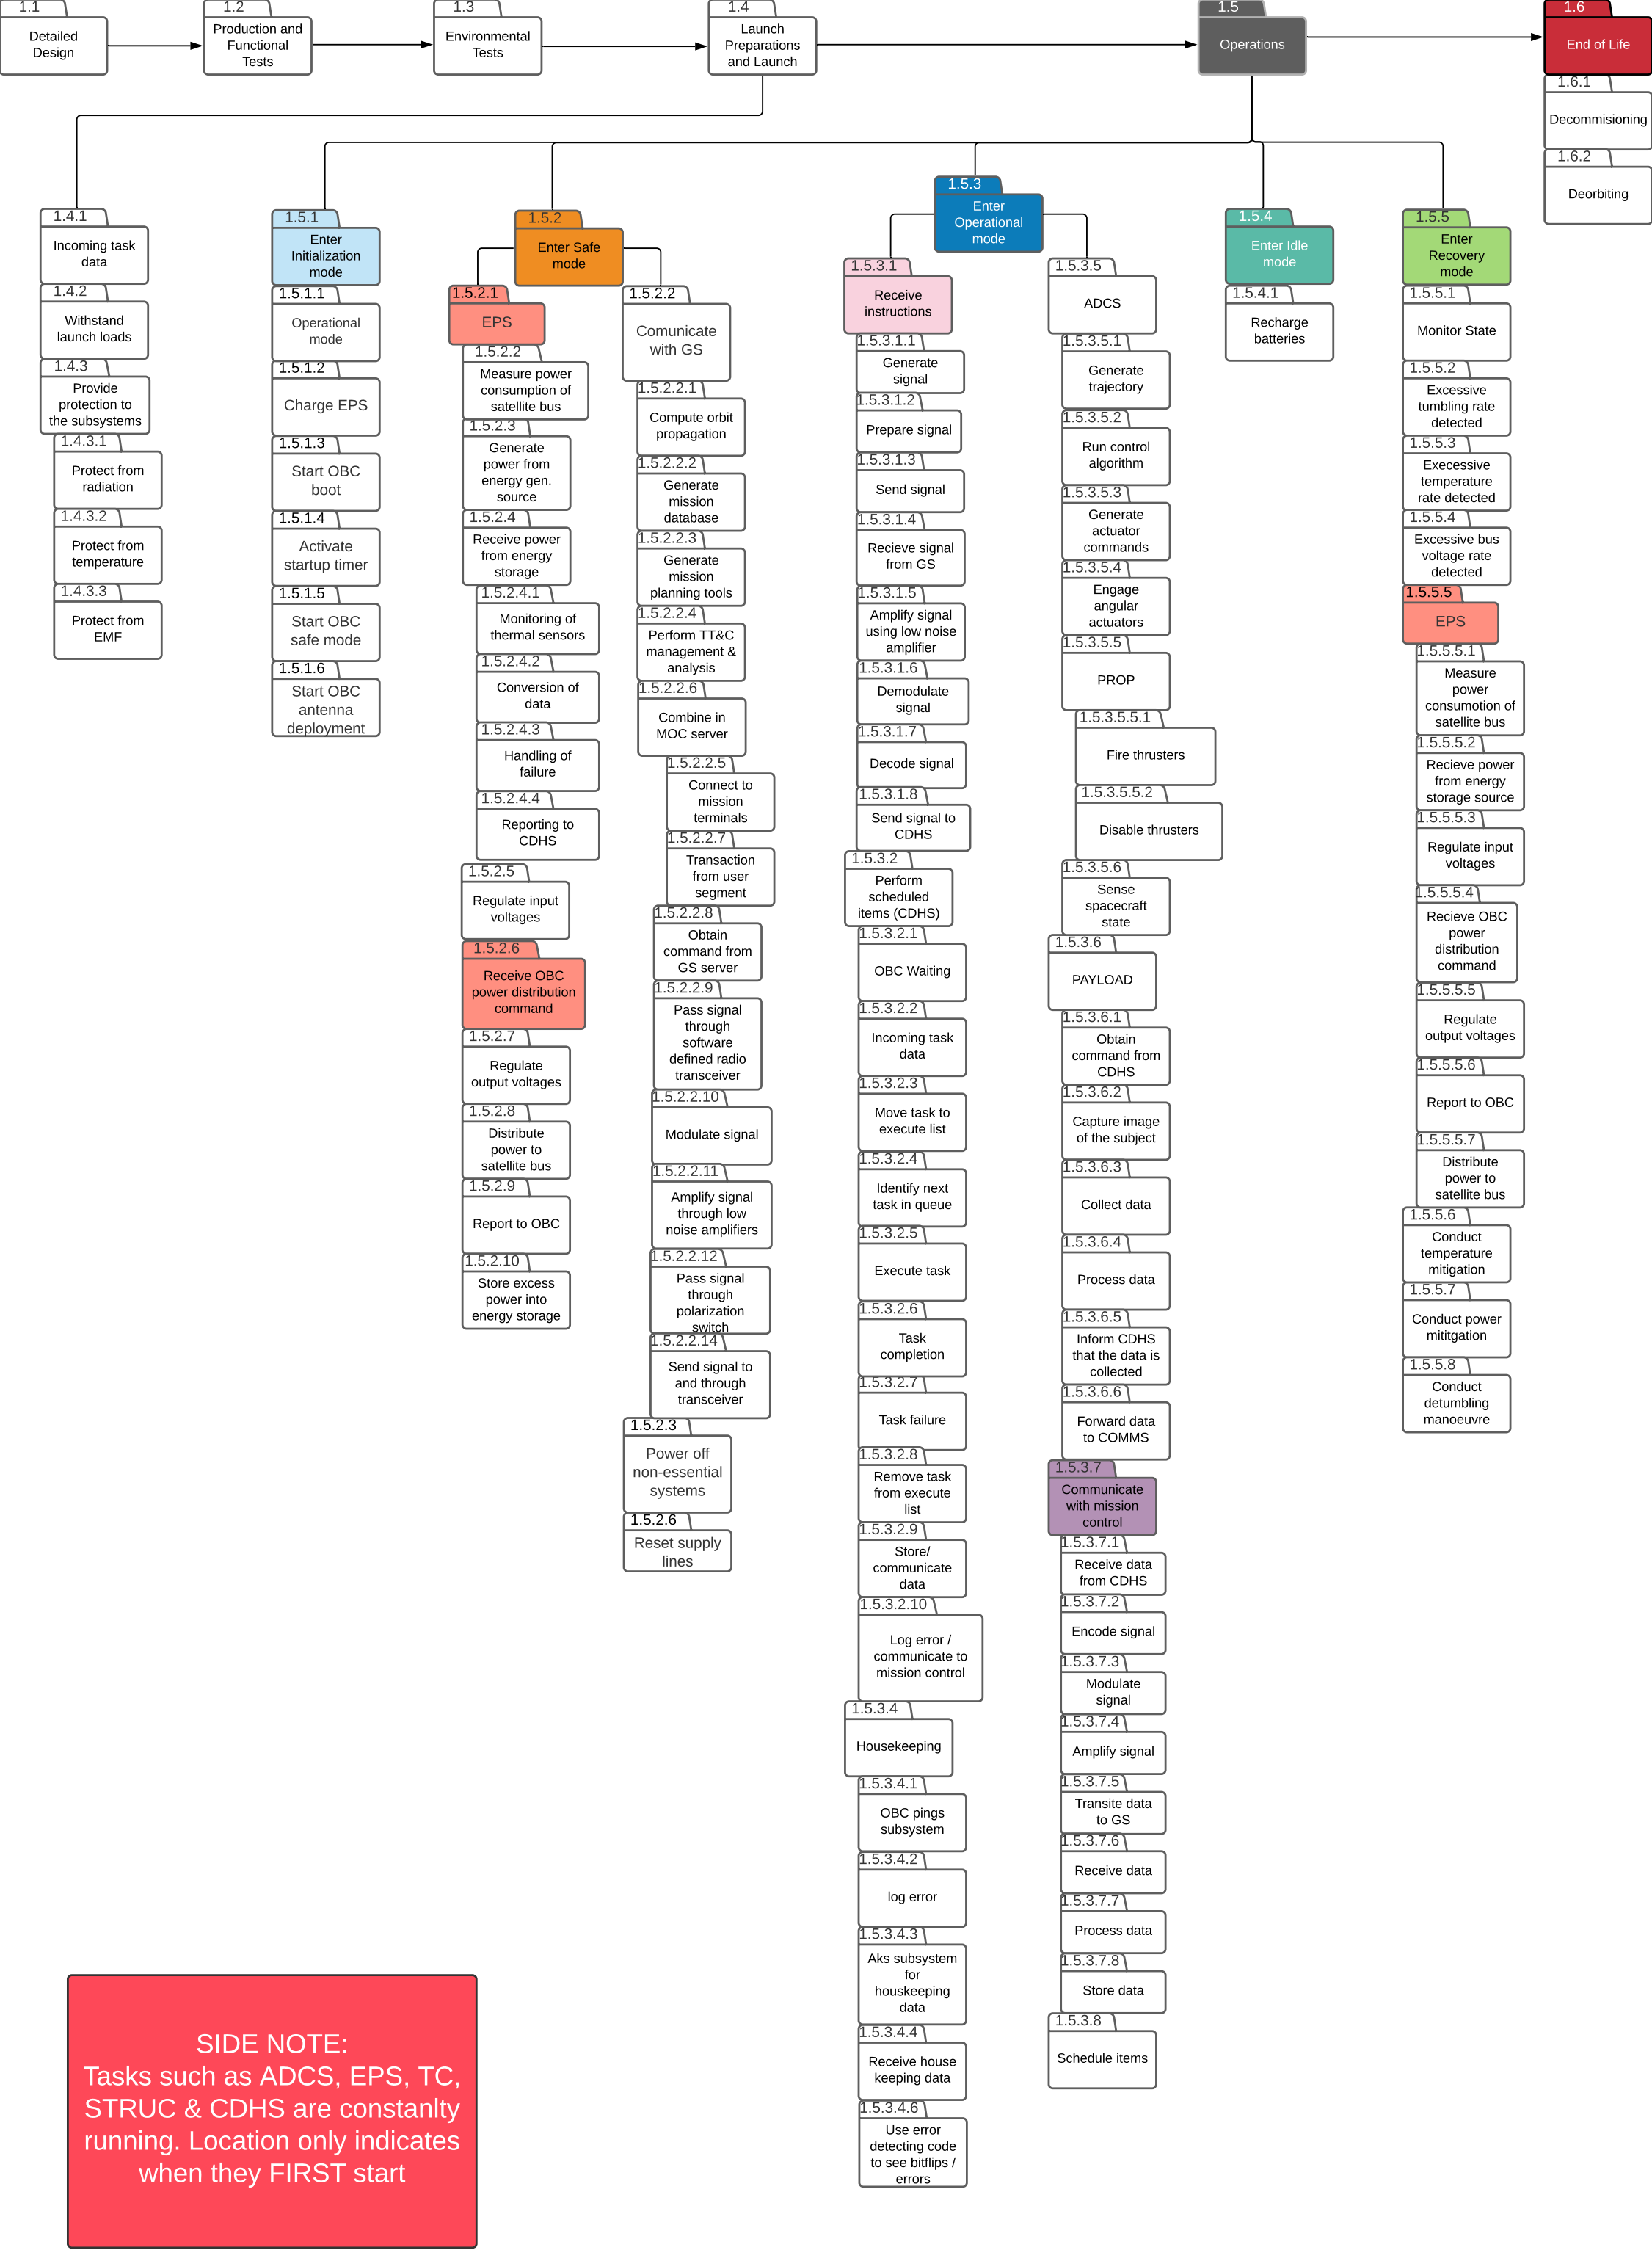 1.1
Detailed
Design
1.2
Production and
Functional
Tests
1.3
Environmental
Tests
1.4
Launch
Preparations
and Launch
1.5
Operations
1.6
End of Life
1.6.1
Decommisioning
1.6.2
Deorbiting
1.4.1
Incoming task
data
1.4.2
Withstand
launch loads
1.4.3
Provide
protection to
the subsystems
1.4.3.1
Protect from
radiation
1.4.3.2
Protect from
temperature
1.4.3.3
Protect from
EMF
1.5.1
Enter
Initialization
mode
1.5.1.1
Operational
mode
1.5.1.2
Charge EPS
1.5.1.3
Start OBC
boot
1.5.1.4
Activate
startup timer
1.5.1.5
Start OBC
safe mode
1.5.1.6
Start OBC
antenna
deployment
1.5.2
Enter Safe
mode
1.5.2.1
EPS
1.5.2.2
Measure power
consumption of
satellite bus
1.5.2.3
Generate
power from
energy gen.
source
1.5.2.4
Receive power
from energy
storage
1.5.2.4.1
Monitoring of
thermal sensors
1.5.2.4.2
Conversion of
data
1.5.2.4.3
Handling of
failure
1.5.2.4.4
Reporting to
CDHS
1.5.2.5
Regulate input
voltages
1.5.2.6
Receive OBC
power distribution
command
1.5.2.7
Regulate
output voltages
1.5.2.8
Distribute
power to
satellite bus
1.5.2.9
Report to OBC
1.5.2.10
Store excess
power into
energy storage
1.5.2.2
Comunicate
with GS
1.5.2.2.1
Compute orbit
propagation
1.5.2.2.2
Generate
mission
database
1.5.2.2.3
Generate
mission
planning tools
1.5.2.2.4
Perform TT&C
management &
analysis
1.5.2.2.6
Combine in
MOC server
1.5.2.2.5
Connect to
mission
terminals
1.5.2.2.7
Transaction
from user
segment
1.5.2.2.8
Obtain
command from
GS server
1.5.2.2.9
Pass signal
through
software
defined radio
transceiver
1.5.2.2.10
Modulate signal
1.5.2.2.11
Amplify signal
through low
noise amplifiers
1.5.2.2.12
Pass signal
through
polarization
switch
1.5.2.2.14
Send signal to
and through
transceiver
1.5.2.3
Power off
non-essential
systems
1.5.2.6
Reset supply
lines
1.5.3
Enter
Operational
mode
1.5.3.1
Receive
instructions
1.5.3.1.1
Generate
signal
1.5.3.1.2
Prepare signal
1.5.3.1.3
Send signal
1.5.3.1.4
Recieve signal
from GS
1.5.3.1.5
Amplify signal
using low noise
amplifier
1.5.3.1.6
Demodulate
signal
1.5.3.1.7
Decode signal
1.5.3.1.8
Send signal to
CDHS
1.5.3.2
Perform
scheduled
items (CDHS)
1.5.3.2.1
OBC Waiting
1.5.3.2.2
Incoming task
data
1.5.3.2.3
Move task to
execute list
1.5.3.2.4
Identify next
task in queue
1.5.3.2.5
Execute task
1.5.3.2.6
Task
completion
1.5.3.2.7
Task failure
1.5.3.2.8
Remove task
from execute
list
1.5.3.2.9
Store/
communicate
data
1.5.3.2.10
Log error /
communicate to
mission control
1.5.3.4
Housekeeping
1.5.3.4.1
OBC pings
subsystem
1.5.3.4.2
log error
1.5.3.4.3
Aks subsystem
for
houskeeping
data
1.5.3.4.4
Receive house
keeping data
1.5.3.4.6
Use error
detecting code
to see bitflips /
errors
1.5.3.5
ADCS
1.5.3.5.1
Generate
trajectory
1.5.3.5.2
Run control
algorithm
1.5.3.5.3
Generate
actuator
commands
1.5.3.5.4
Engage
angular
actuators
1.5.3.5.5
PROP
1.5.3.5.5.1
Fire thrusters
1.5.3.5.5.2
Disable thrusters
1.5.3.5.6
Sense
spacecraft
state
1.5.3.6
PAYLOAD
1.5.3.6.1
Obtain
command from
CDHS
1.5.3.6.2
Capture image
of the subject
1.5.3.6.3
Collect data
1.5.3.6.4
Process data
1.5.3.6.5
Inform CDHS
that the data is
collected
1.5.3.6.6
Forward data
to COMMS
1.5.3.7
Communicate
with mission
control
1.5.3.7.1
Receive data
from CDHS
1.5.3.7.2
Encode signal
1.5.3.7.3
Modulate
signal
1.5.3.7.4
Amplify signal
1.5.3.7.5
Transite data
to GS
1.5.3.7.6
Receive data
1.5.3.7.7
Process data
1.5.3.7.8
Store data
1.5.3.8
Schedule items
1.5.4
Enter Idle
mode
1.5.4.1
Recharge
batteries
1.5.5
Enter
Recovery
mode
1.5.5.1
Monitor State
1.5.5.2
Excessive
tumbling rate
detected
1.5.5.3
Execessive
temperature
rate detected
1.5.5.4
Excessive bus
voltage rate
detected
1.5.5.5
EPS
1.5.5.5.1
Measure
power
consumotion of
satellite bus
1.5.5.5.2
Recieve power
from energy
storage source
1.5.5.5.3
Regulate input
voltages
1.5.5.5.4
Recieve OBC
power
distribution
command
1.5.5.5.5
Regulate
output voltages
1.5.5.5.6
Report to OBC
1.5.5.5.7
Distribute
power to
satellite bus
1.5.5.6
Conduct
temperature
mitigation
1.5.5.7
Conduct power
mititgation
1.5.5.8
Conduct
detumbling
manoeuvre
SIDE NOTE:
Tasks such as ADCS, EPS, TC,
STRUC & CDHS are constanlty
running. Location only indicates
when they FIRST start